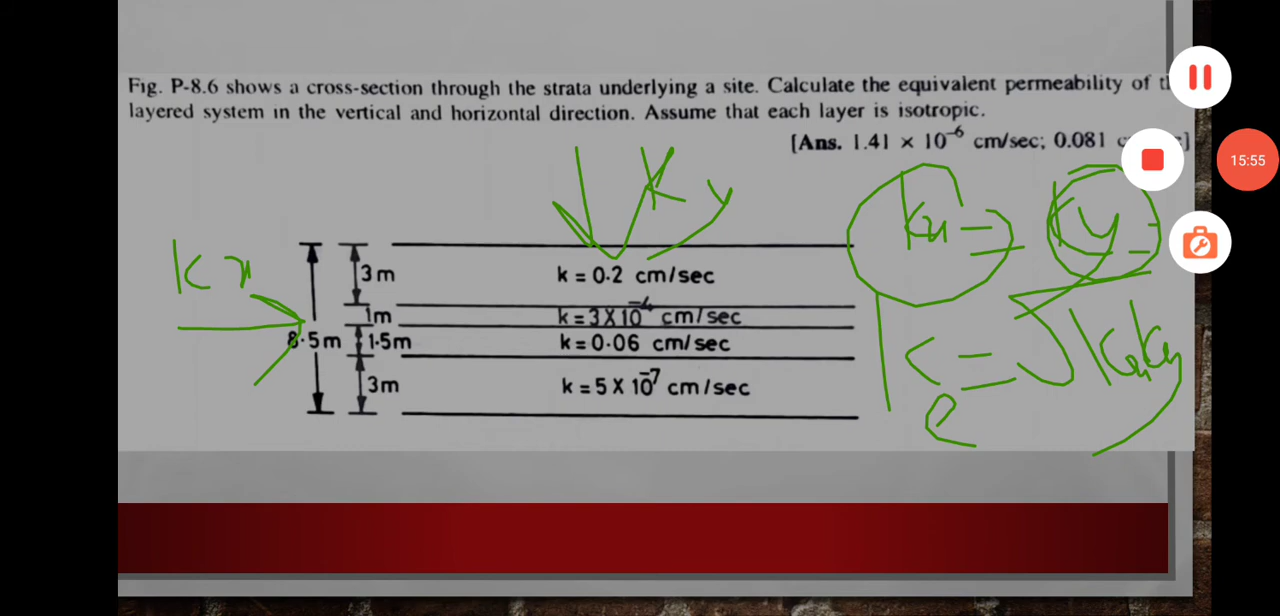 Fig. P-8.6 shows a cross-section through the strata underlying a site. Calculate the equivalent permeability of
layered system in the vertical and horizontal direction. Assume that each layer is isotropic.
[Ans. 1.41 × 10⁻⁶ cm/sec; 0.081 ]
15:55
Ky
Kx
3m
k = 0.2 cm/sec
1m
k = 3 X 10⁻⁴ cm/sec
8.5m
1.5m
k = 0.06 cm/sec
3m
k = 5 X 10⁻⁷ cm/sec
Kx =
Ky =
Ke = √KxKy